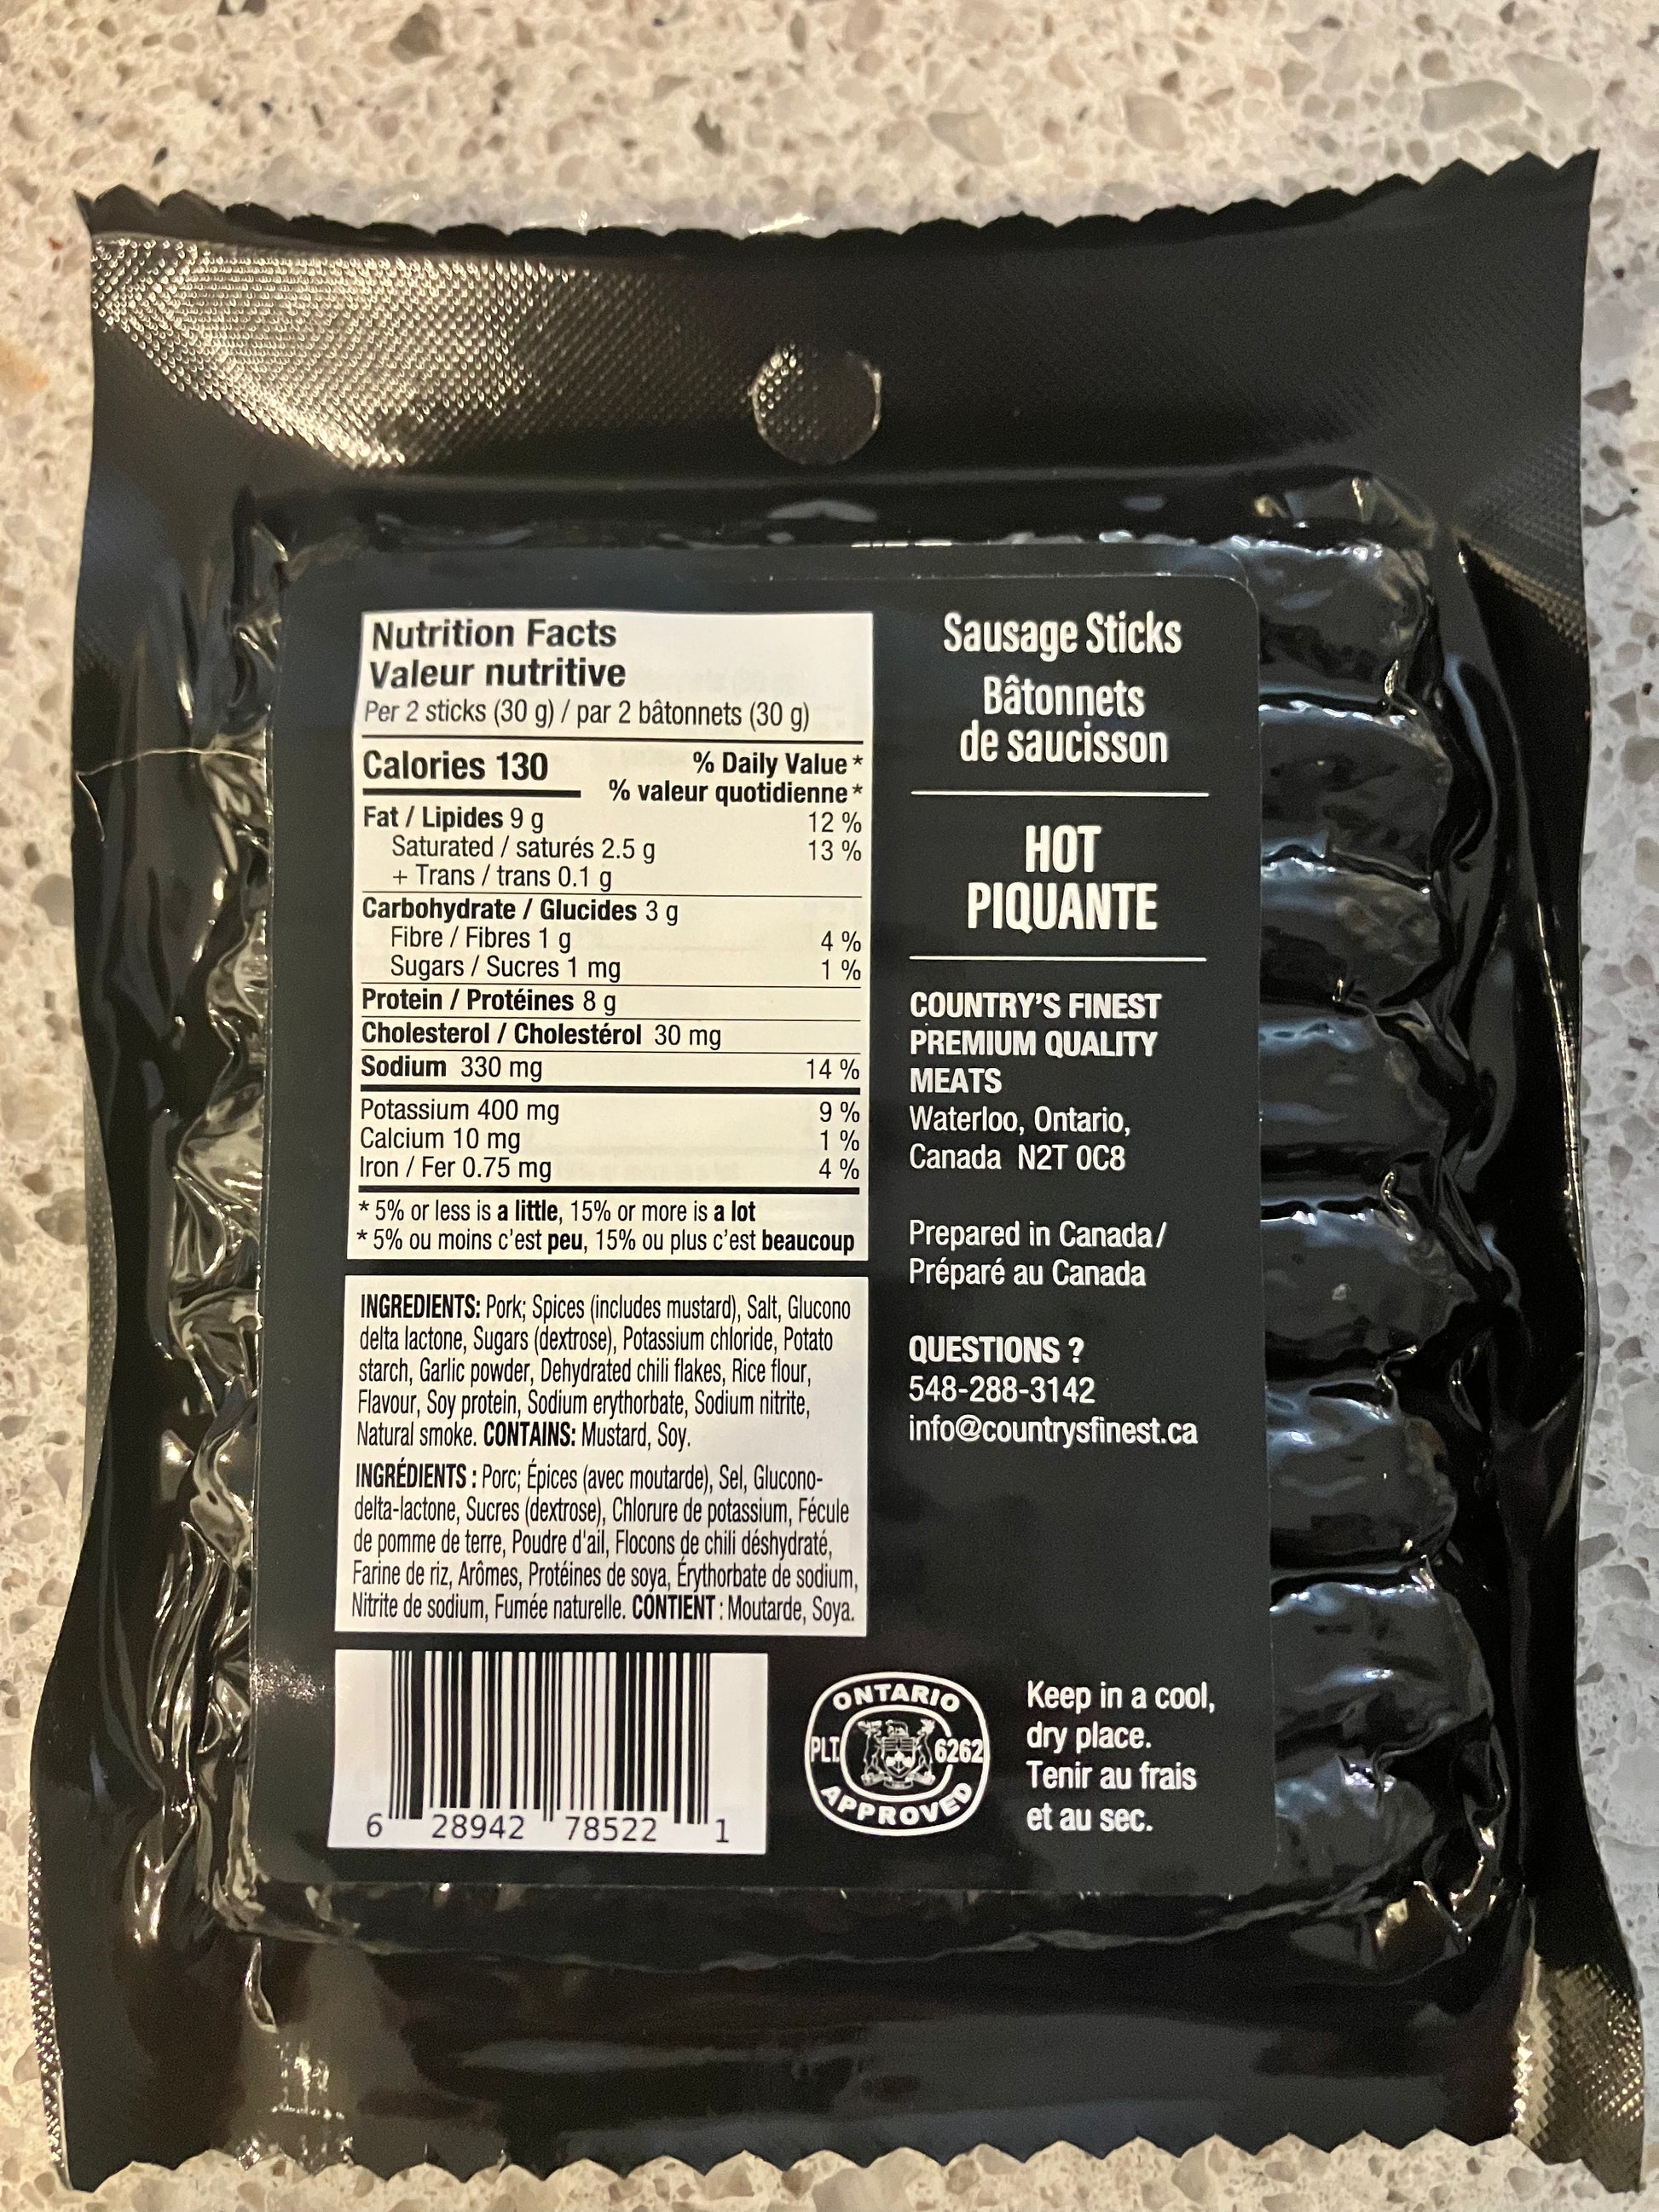 Nutrition Facts
Valeur nutritive
Per 2 sticks (30 g) / par 2 bâtonnets (30 g)
Calories 130
% Daily Value *
% valeur quotidienne *
Fat / Lipides 9 g 12 %
Saturated / saturés 2.5 g 13 %
+ Trans / trans 0.1 g
Carbohydrate / Glucides 3 g
Fibre / Fibres 1 g 4 %
Sugars / Sucres 1 mg 1 %
Protein / Protéines 8 g
Cholesterol / Cholestérol 30 mg
Sodium 330 mg 14 %
Potassium 400 mg 9 %
Calcium 10 mg 1 %
Iron / Fer 0.75 mg 4 %
* 5% or less is a little, 15% or more is a lot
* 5% ou moins c'est peu, 15% ou plus c'est beaucoup
INGREDIENTS: Pork; Spices (includes mustard), Salt, Glucono
delta lactone, Sugars (dextrose), Potassium chloride, Potato
starch, Garlic powder, Dehydrated chili flakes, Rice flour,
Flavour, Soy protein, Sodium erythorbate, Sodium nitrite,
Natural smoke. CONTAINS: Mustard, Soy.
INGRÉDIENTS : Porc; Épices (avec moutarde), Sel, Glucono-
delta-lactone, Sucres (dextrose), Chlorure de potassium, Fécule
de pomme de terre, Poudre d'ail, Flocons de chili déshydraté,
Farine de riz, Arômes, Protéines de soya, Érythorbate de sodium,
Nitrite de sodium, Fumée naturelle. CONTIENT : Moutarde, Soya.
6 28942 78522 1
Sausage Sticks
Bâtonnets
de saucisson
HOT
PIQUANTE
COUNTRY'S FINEST
PREMIUM QUALITY
MEATS
Waterloo, Ontario,
Canada N2T 0C8
Prepared in Canada /
Préparé au Canada
QUESTIONS ?
548-288-3142
info@countrysfinest.ca
ONTARIO
PLT. 6262
APPROVED
Keep in a cool,
dry place.
Tenir au frais
et au sec.